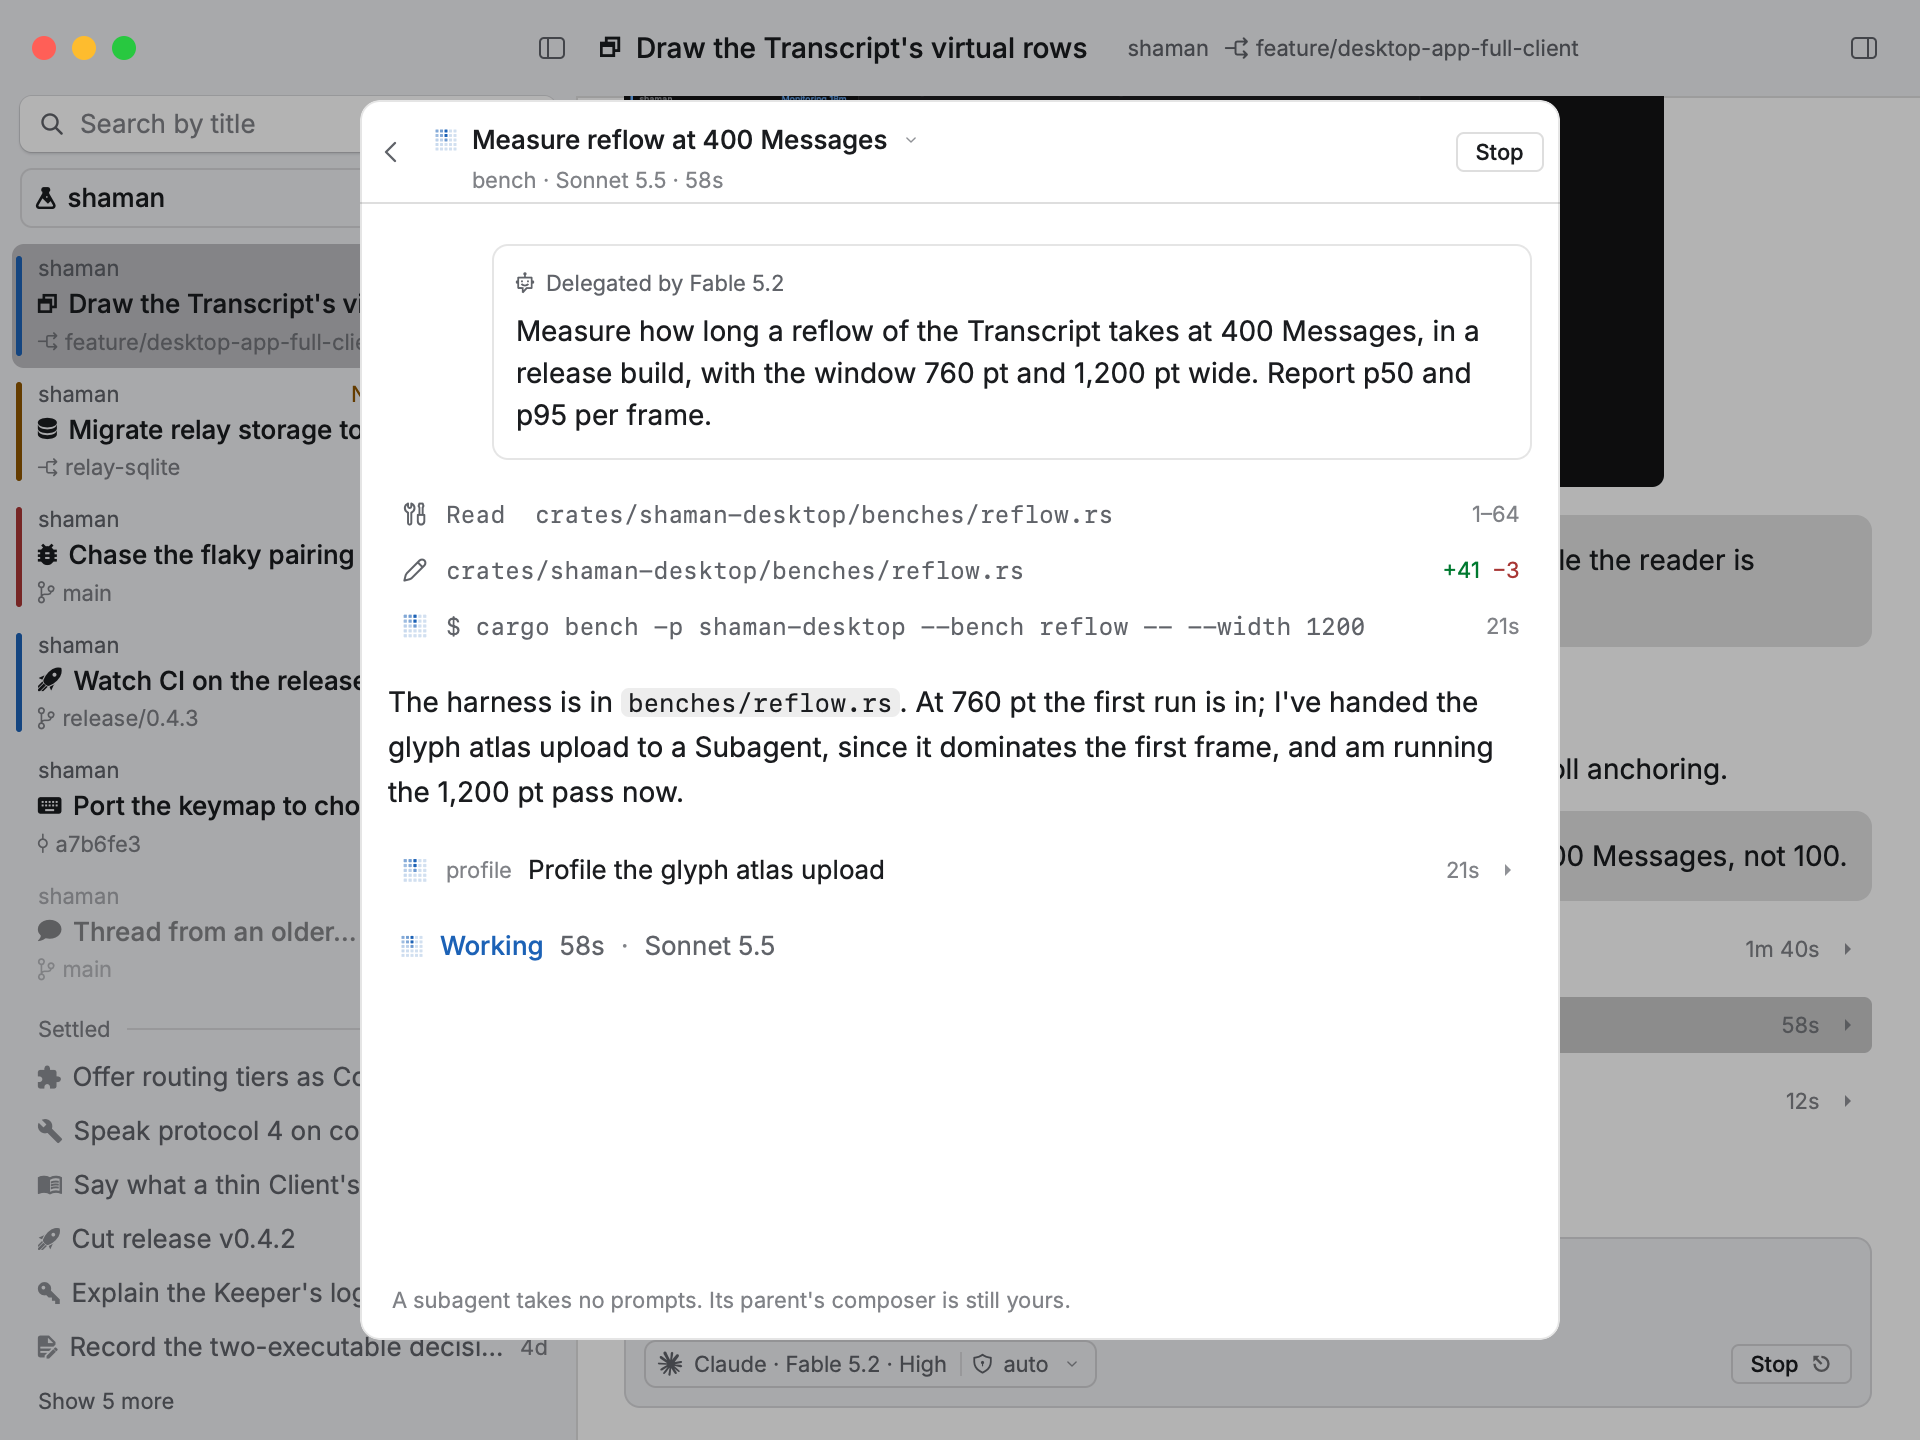 Draw the Transcript's virtual rows
shaman feature/desktop-app-full-client
Search by title
shaman
shaman
Draw the Transcript's
feature/desktop-app-full-clie
shaman
Migrate relay storage to
relay-sqlite
shaman
Chase the flaky pairing
main
shaman
Watch CI on the release
release/0.4.3
shaman
Port the keymap to cho
a7b6fe3
shaman
Thread from an older…
main
Settled
Offer routing tiers as Co
Speak protocol 4 on co
Say what a thin Client's
Cut release v0.4.2
Explain the Keeper's log
Record the two-executable decisi… 4d
Show 5 more
Measure reflow at 400 Messages
bench · Sonnet 5.5 · 58s
Stop
Delegated by Fable 5.2
Measure how long a reflow of the Transcript takes at 400 Messages, in a
release build, with the window 760 pt and 1,200 pt wide. Report p50 and
p95 per frame.
Read crates/shaman-desktop/benches/reflow.rs 1–64
crates/shaman-desktop/benches/reflow.rs +41 −3
$ cargo bench -p shaman-desktop --bench reflow -- --width 1200 21s
The harness is in benches/reflow.rs. At 760 pt the first run is in; I've handed the
glyph atlas upload to a Subagent, since it dominates the first frame, and am running
the 1,200 pt pass now.
profile Profile the glyph atlas upload 21s
Working 58s · Sonnet 5.5
A subagent takes no prompts. Its parent's composer is still yours.
the reader is
anchoring.
Messages, not 100.
1m 40s
58s
12s
Claude · Fable 5.2 · High auto
Stop